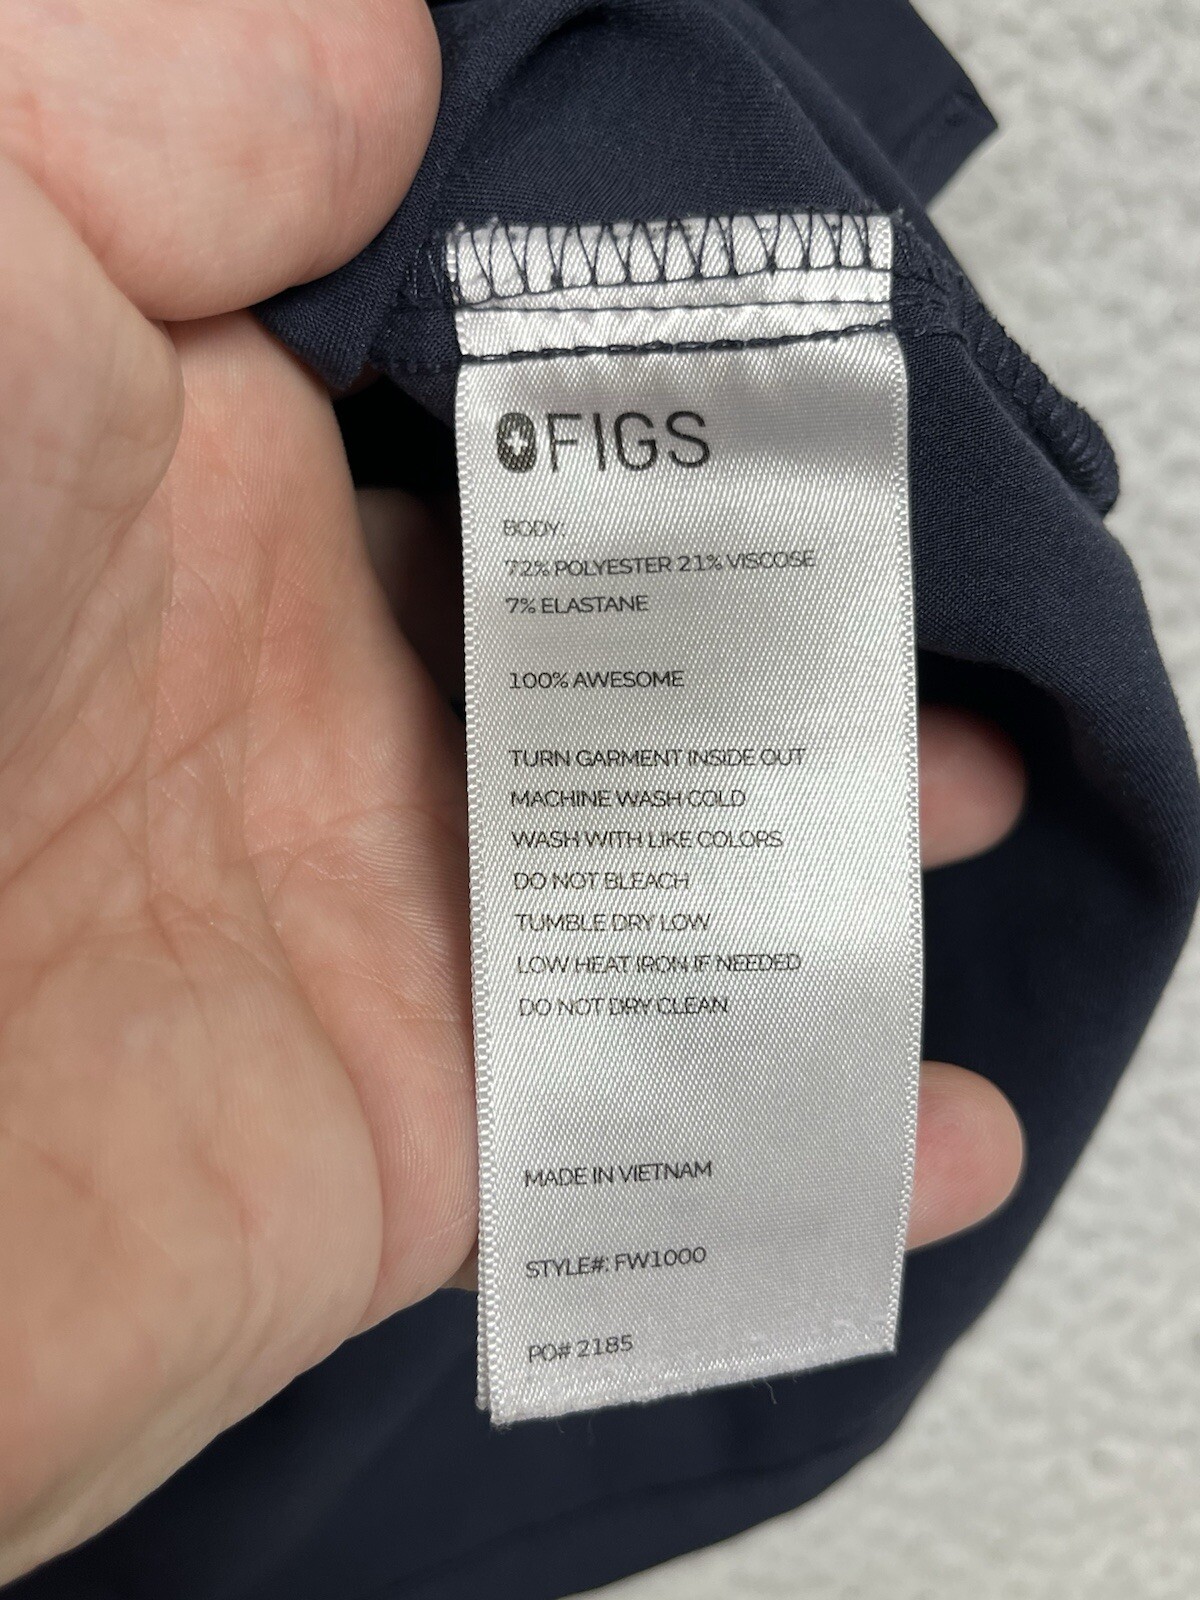 FIGS
BODY:
72% POLYESTER 21% VISCOSE
7% ELASTANE
100% AWESOME
TURN GARMENT INSIDE OUT
MACHINE WASH COLD
WASH WITH LIKE COLORS
DO NOT BLEACH
TUMBLE DRY LOW
LOW HEAT IRON IF NEEDED
DO NOT DRY CLEAN
MADE IN VIETNAM
STYLE#: FW1000
PO# 2185